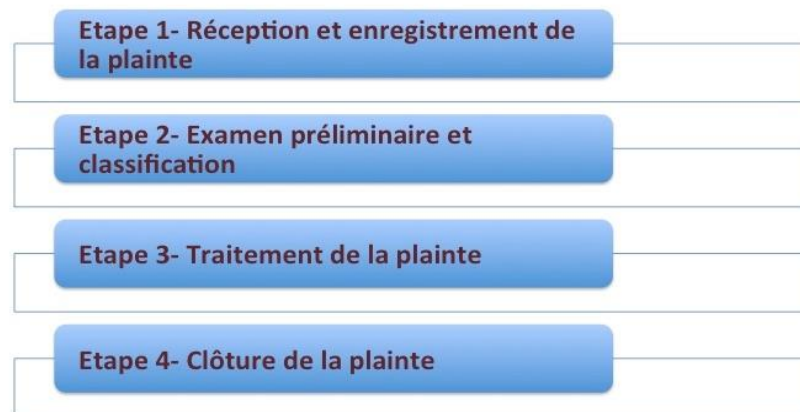 Etape 1- Réception et enregistrement de
la plainte
Etape 2- Examen préliminaire et
classification
Etape 3- Traitement de la plainte
Etape 4- Clôture de la plainte